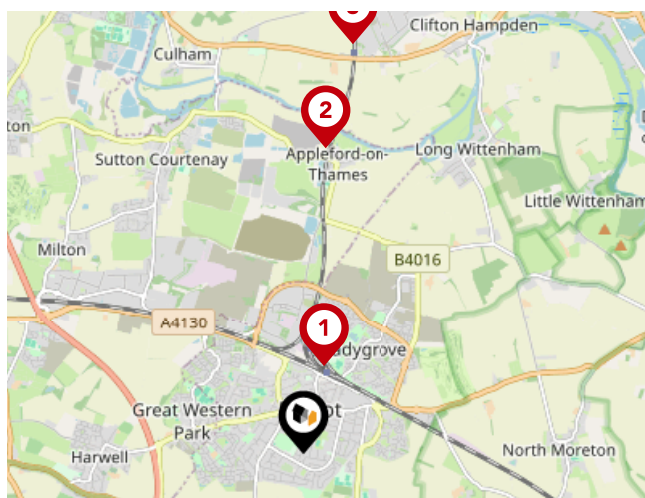 Clifton Hampden
Culham
2
ton
Sutton Courtenay
Appleford-on-
Thames
Long Wittenham
Little Wittenham
Milton
B4016
A4130
1
Great Western
Park
Harwell
North Moreton